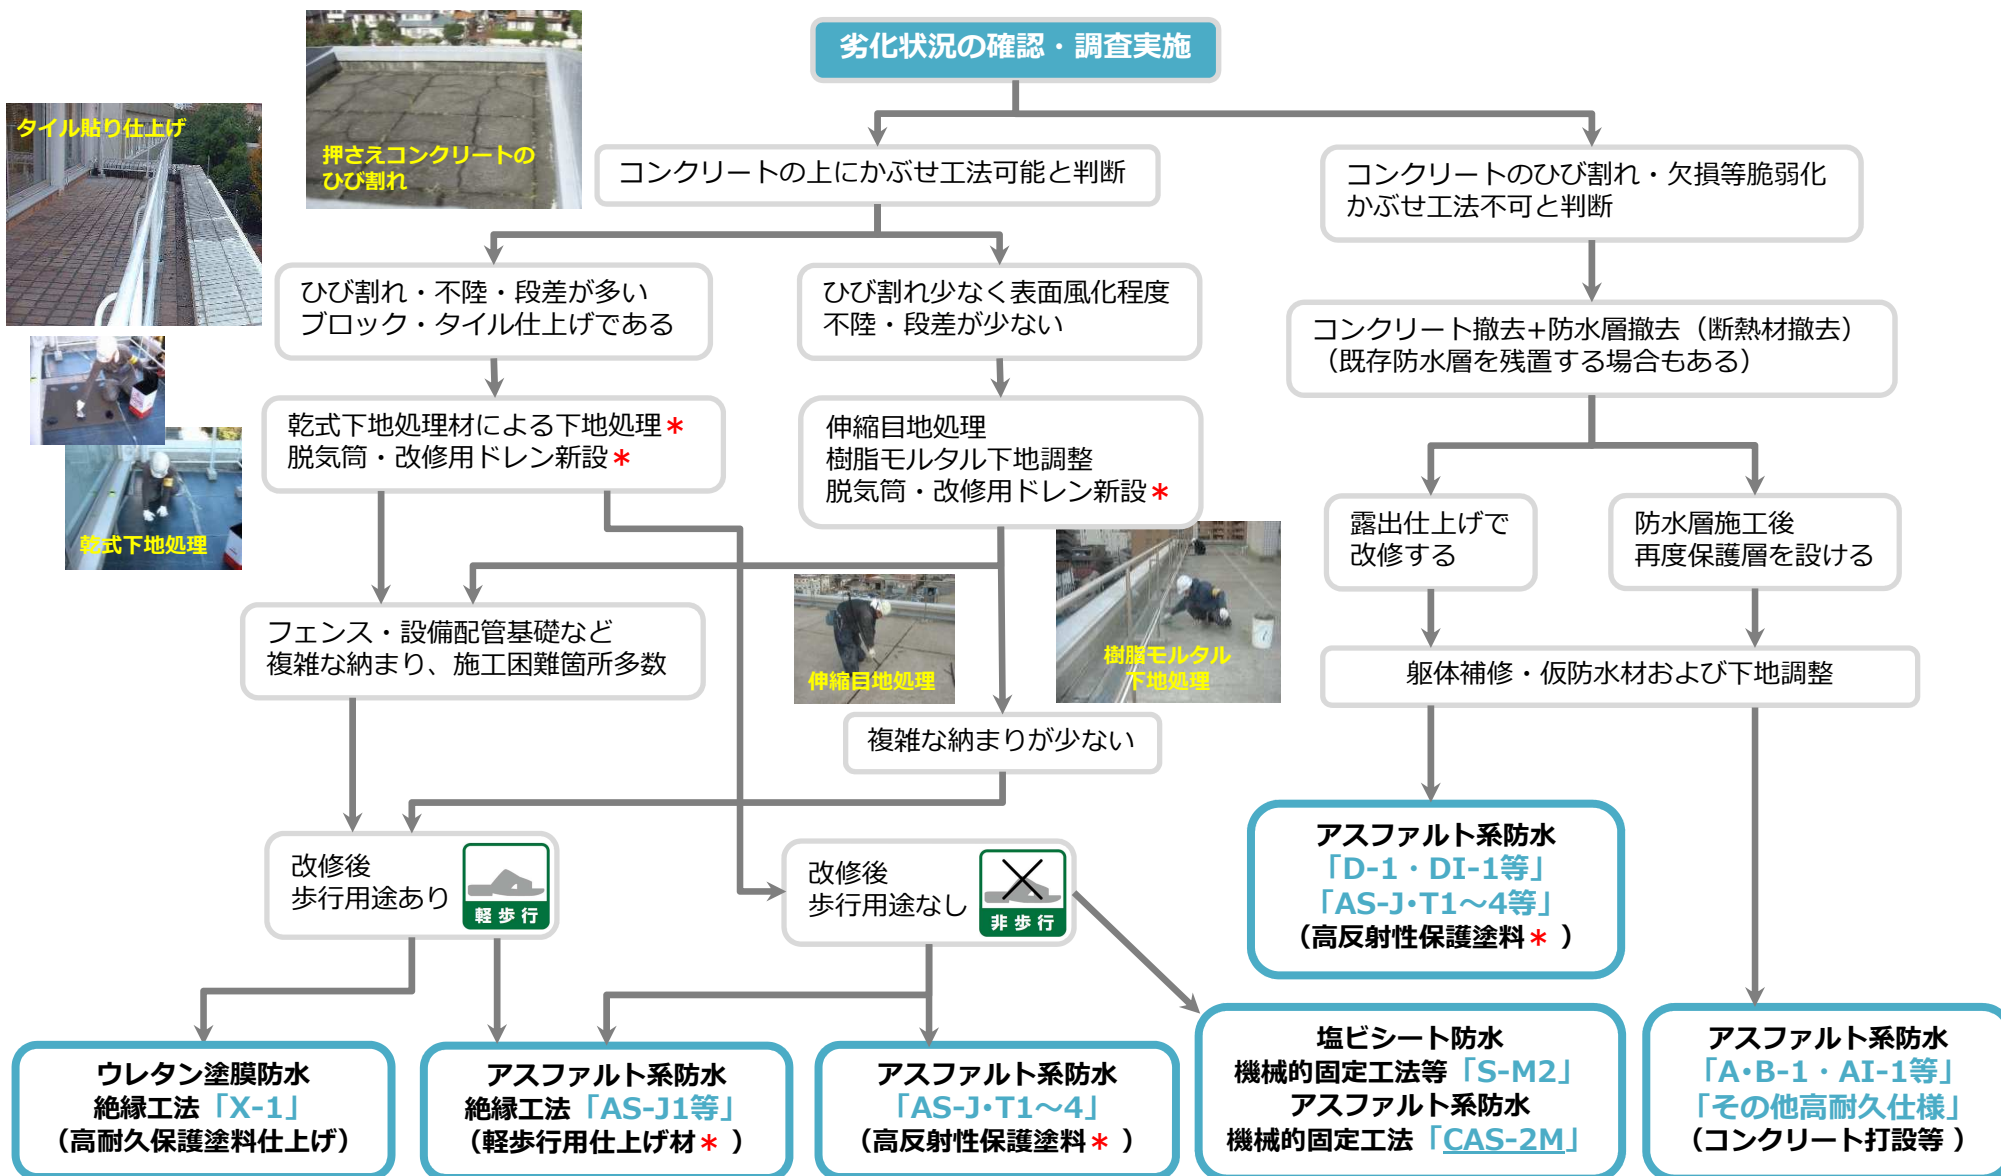 劣化状況の確認・調査実施
タイル貼り仕上げ
押さえコンクリートの
ひび割れ
コンクリートの上にかぶせ工法可能と判断
コンクリートのひび割れ・欠損等脆弱化
かぶせ工法不可と判断
ひび割れ・不陸・段差が多い
ブロック・タイル仕上げである
ひび割れ少なく表面風化程度
不陸・段差が少ない
コンクリート撤去+防水層撤去（断熱材撤去）
（既存防水層を残置する場合もある）
乾式下地処理材による下地処理＊
脱気筒・改修用ドレン新設＊
伸縮目地処理
樹脂モルタル下地調整
脱気筒・改修用ドレン新設＊
乾式下地処理
露出仕上げで
改修する
防水層施工後
再度保護層を設ける
フェンス・設備配管基礎など
複雑な納まり、施工困難箇所多数
伸縮目地処理
樹脂モルタル
下地処理
躯体補修・仮防水材および下地調整
複雑な納まりが少ない
改修後
歩行用途あり
軽歩行
改修後
歩行用途なし
非歩行
アスファルト系防水
「D-1・DI-1等」
「AS-J・T1～4等」
（高反射性保護塗料＊ ）
ウレタン塗膜防水
絶縁工法「X-1」
（高耐久保護塗料仕上げ）
アスファルト系防水
絶縁工法「AS-J1等」
（軽歩行用仕上げ材＊ ）
アスファルト系防水
「AS-J・T1～4」
（高反射性保護塗料＊ ）
塩ビシート防水
機械的固定工法等「S-M2」
アスファルト系防水
機械的固定工法「CAS-2M」
アスファルト系防水
「A・B-1・AI-1等」
「その他高耐久仕様」
（コンクリート打設等 ）